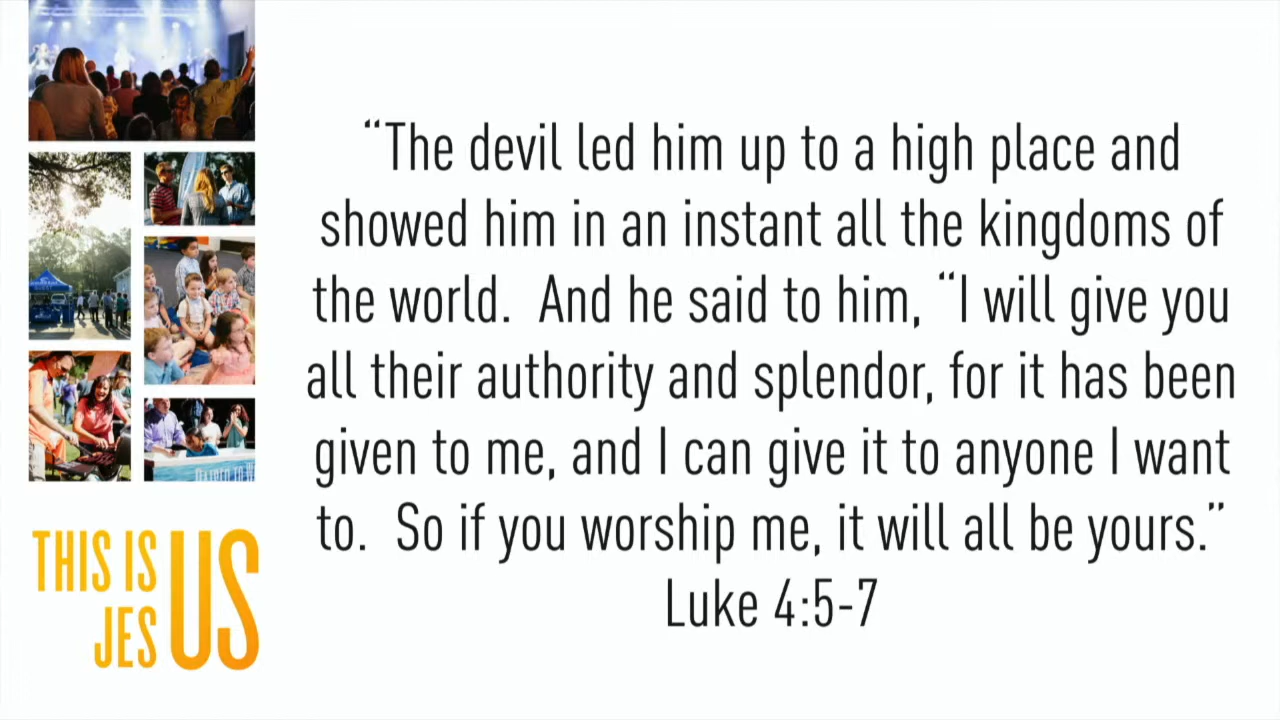 “The devil led him up to a high place and
showed him in an instant all the kingdoms of
the world.  And he said to him, “I will give you
all their authority and splendor, for it has been
given to me, and I can give it to anyone I want
to.  So if you worship me, it will all be yours.”
Luke 4:5-7
THIS IS
JESUS